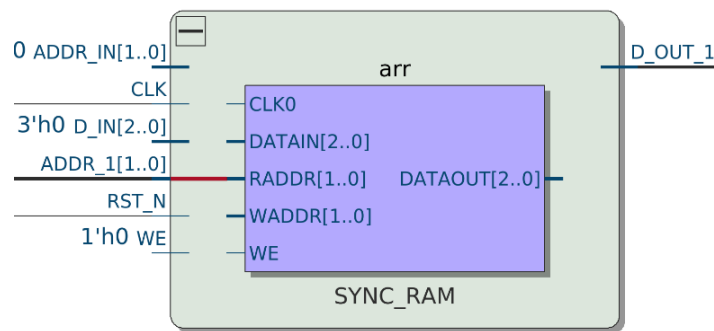 0 ADDR_IN[1..0]
CLK
3'h0 D_IN[2..0]
ADDR_1[1..0]
RST_N
1'h0 WE
arr
CLK0
DATAIN[2..0]
RADDR[1..0] DATAOUT[2..0]
WADDR[1..0]
WE
SYNC_RAM
D_OUT_1